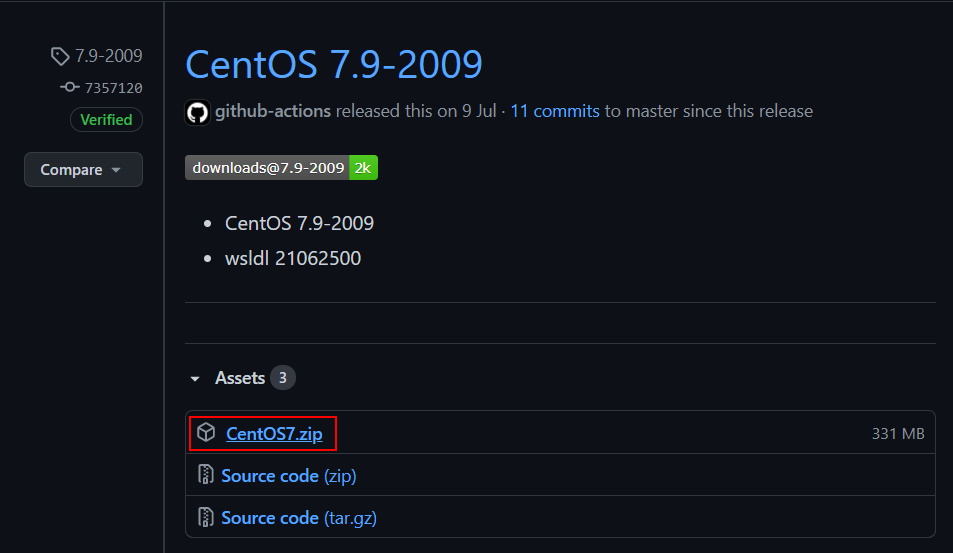 7.9-2009
7357120
Verified
Compare
CentOS 7.9-2009
github-actions released this on 9 Jul · 11 commits to master since this release
downloads@7.9-2009 2k
• CentOS 7.9-2009
• wsldl 21062500
Assets 3
CentOS7.zip 331 MB
Source code (zip)
Source code (tar.gz)